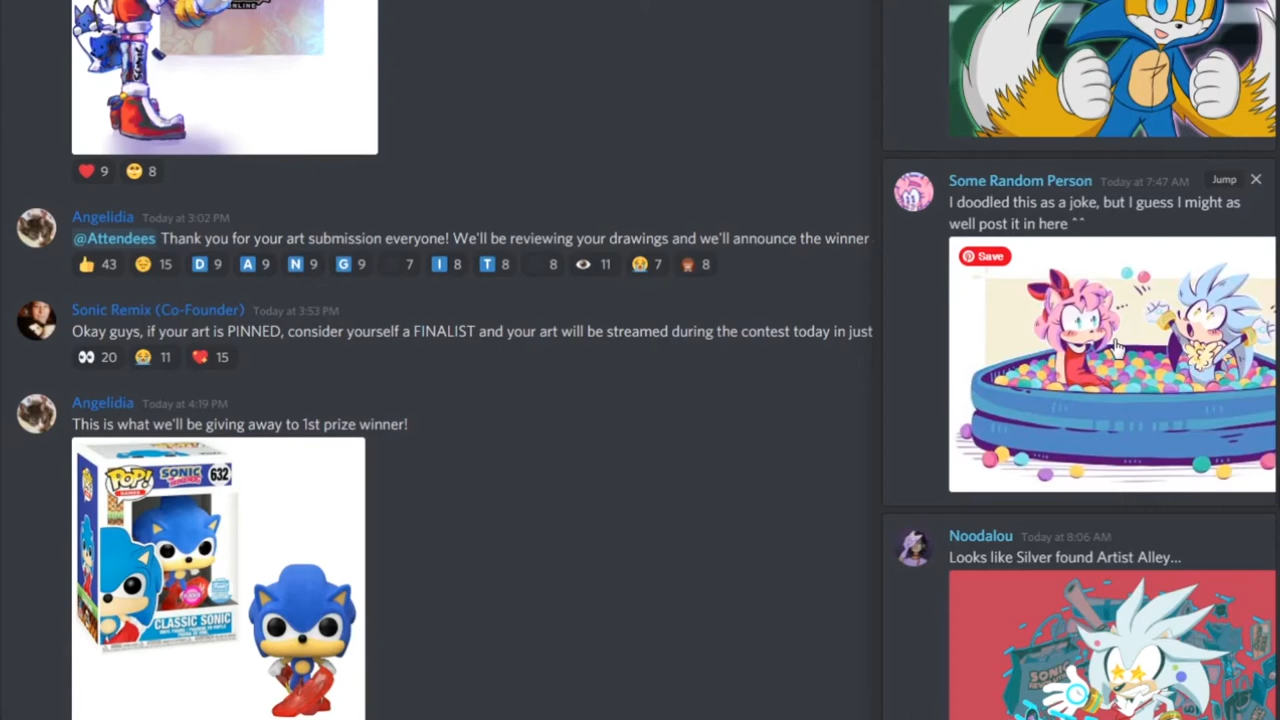 ONLINE
SONIC
9
8
Angelidia Today at 3:02 PM
@Attendees Thank you for your art submission everyone! We'll be reviewing your drawings and we'll announce the winner
43 15 D 9 A 9 N 9 G 9 7 I 8 T 8 8 11 7 8
Sonic Remix (Co-Founder) Today at 3:53 PM
Okay guys, if your art is PINNED, consider yourself a FINALIST and your art will be streamed during the contest today in just
20 11 15
Angelidia Today at 4:19 PM
This is what we'll be giving away to 1st prize winner!
POP!
GAMES
SONIC
632
CLASSIC SONIC
Some Random Person Today at 7:47 AM Jump
I doodled this as a joke, but I guess I might as
well post it in here ^^
Save
Noodalou Today at 8:06 AM
Looks like Silver found Artist Alley...
SONIC